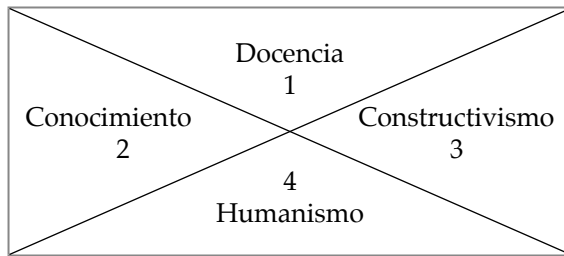 Docencia
1
Conocimiento
2
Constructivismo
3
4
Humanismo